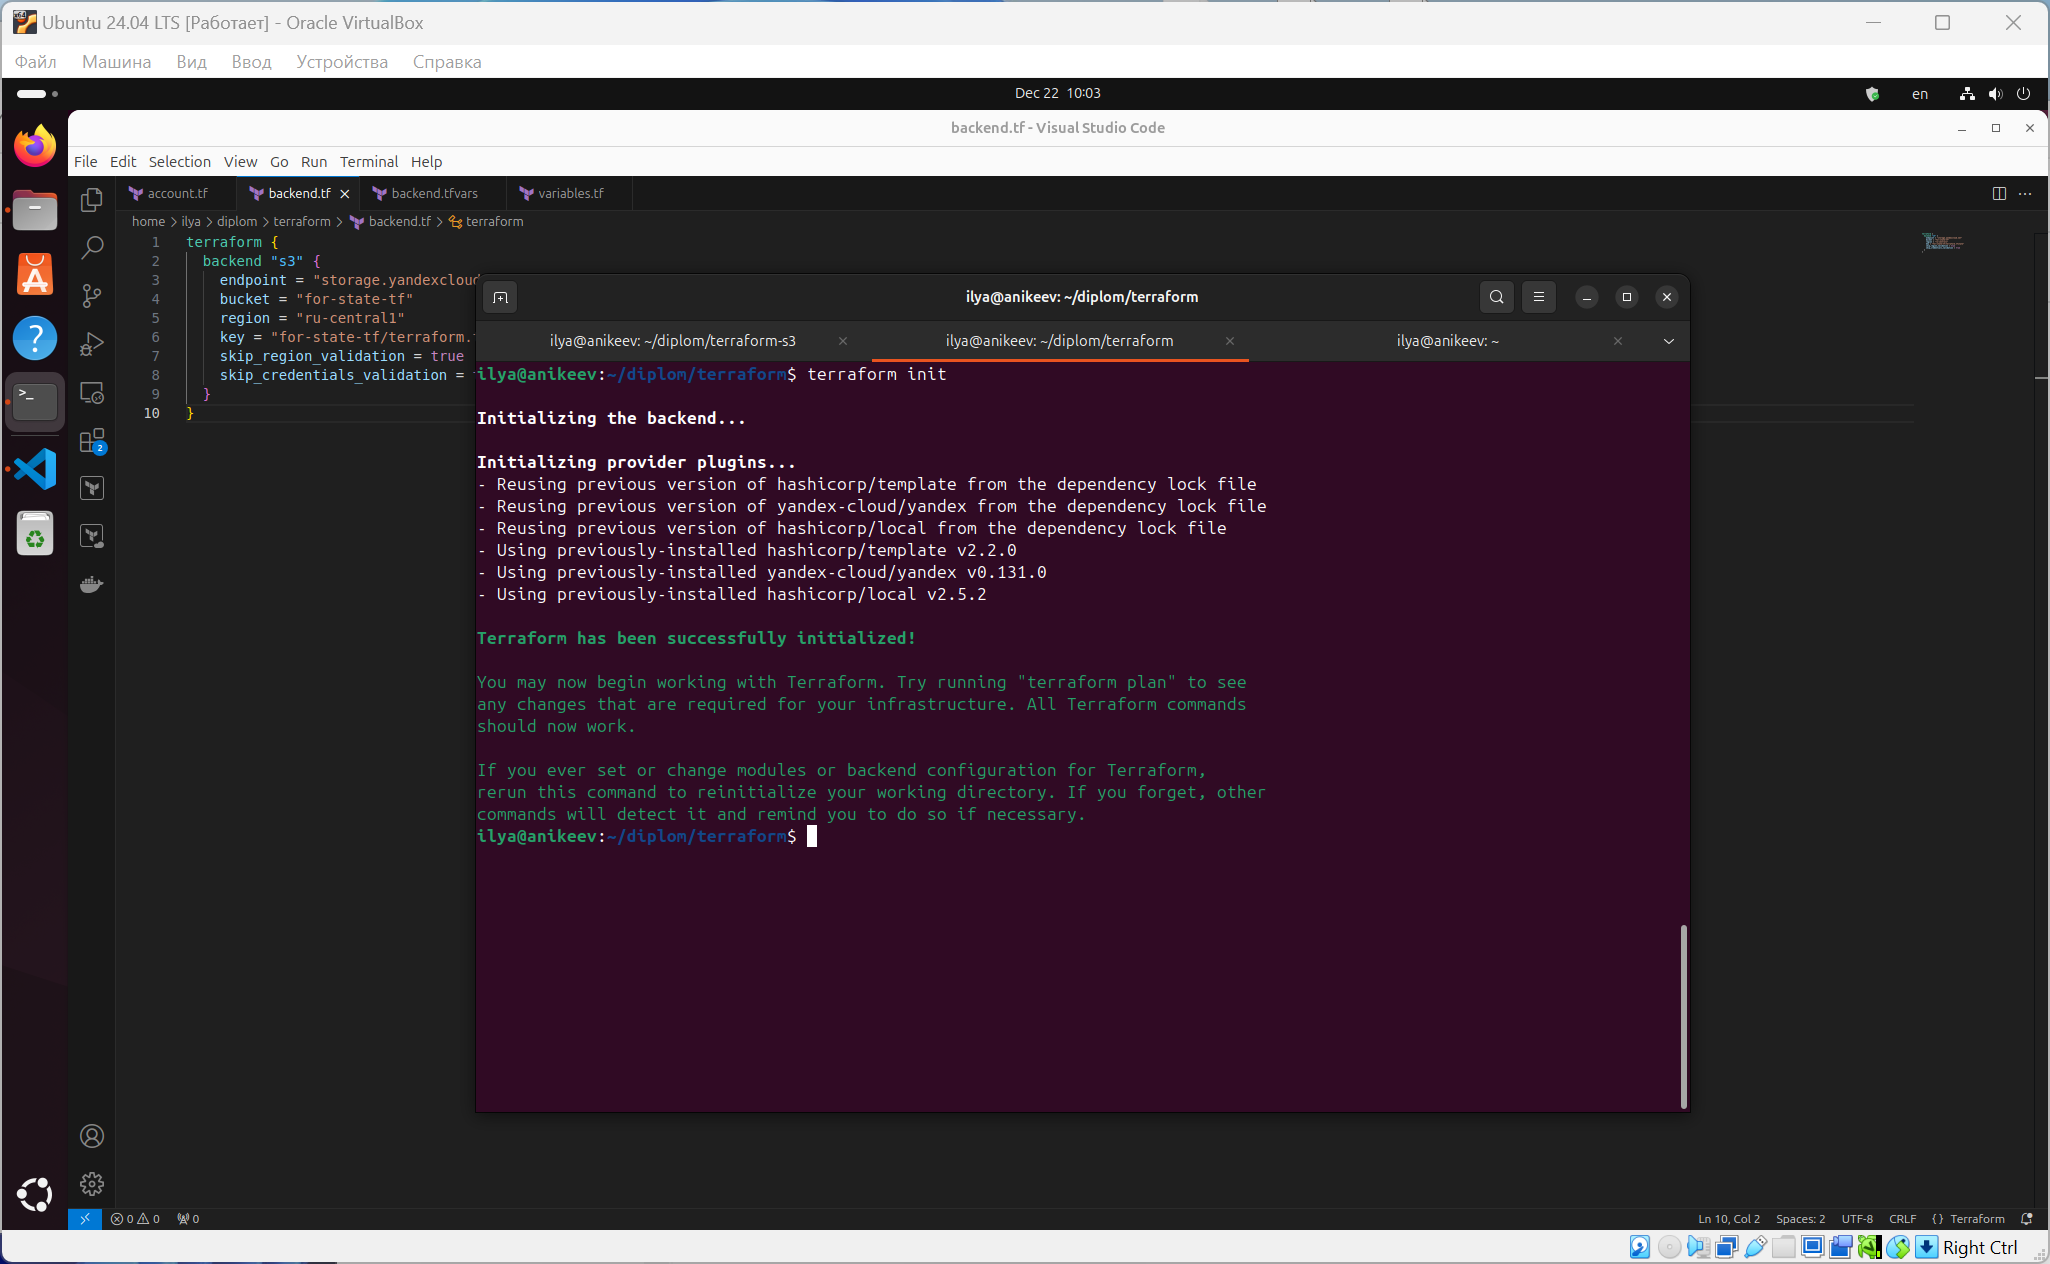 Ubuntu 24.04 LTS [Работает] - Oracle VirtualBox
Файл Машина Вид Ввод Устройства Справка
Dec 22 10:03
en
backend.tf - Visual Studio Code
File Edit Selection View Go Run Terminal Help
account.tf backend.tf backend.tfvars variables.tf
home > ilya > diplom > terraform > backend.tf > terraform
1 terraform {
2 backend "s3" {
3 endpoint = "storage.yandexcloud
4 bucket = "for-state-tf"
5 region = "ru-central1"
6 key = "for-state-tf/terraform.
7 skip_region_validation = true
8 skip_credentials_validation =
9 }
10 }
2
ilya@anikeev: ~/diplom/terraform
ilya@anikeev: ~/diplom/terraform-s3 ilya@anikeev: ~/diplom/terraform ilya@anikeev: ~
ilya@anikeev:~/diplom/terraform$ terraform init
Initializing the backend...
Initializing provider plugins...
- Reusing previous version of hashicorp/template from the dependency lock file
- Reusing previous version of yandex-cloud/yandex from the dependency lock file
- Reusing previous version of hashicorp/local from the dependency lock file
- Using previously-installed hashicorp/template v2.2.0
- Using previously-installed yandex-cloud/yandex v0.131.0
- Using previously-installed hashicorp/local v2.5.2
Terraform has been successfully initialized!
You may now begin working with Terraform. Try running "terraform plan" to see
any changes that are required for your infrastructure. All Terraform commands
should now work.
If you ever set or change modules or backend configuration for Terraform,
rerun this command to reinitialize your working directory. If you forget, other
commands will detect it and remind you to do so if necessary.
ilya@anikeev:~/diplom/terraform$
0 0 0
Ln 10, Col 2 Spaces: 2 UTF-8 CRLF {} Terraform
Right Ctrl